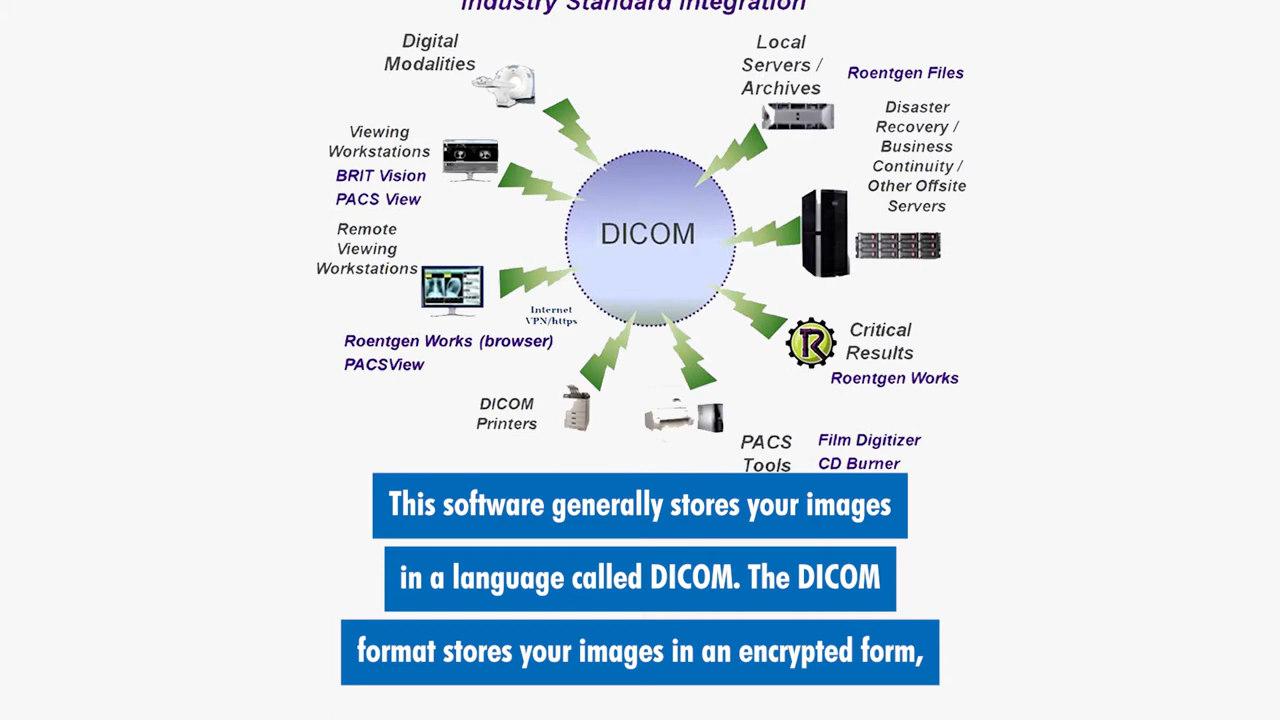 Industry Standard Integration
Digital
Modalities
Local
Servers /
Archives
Roentgen Files
Disaster
Recovery /
Business
Continuity /
Other Offsite
Servers
Viewing
Workstations
BRIT Vision
PACS View
Remote
Viewing
Workstations
DICOM
Internet
VPN/https
Roentgen Works (browser)
PACSView
R
Critical
Results
Roentgen Works
DICOM
Printers
PACS
Tools
Film Digitizer
CD Burner
This software generally stores your images
in a language called DICOM. The DICOM
format stores your images in an encrypted form,